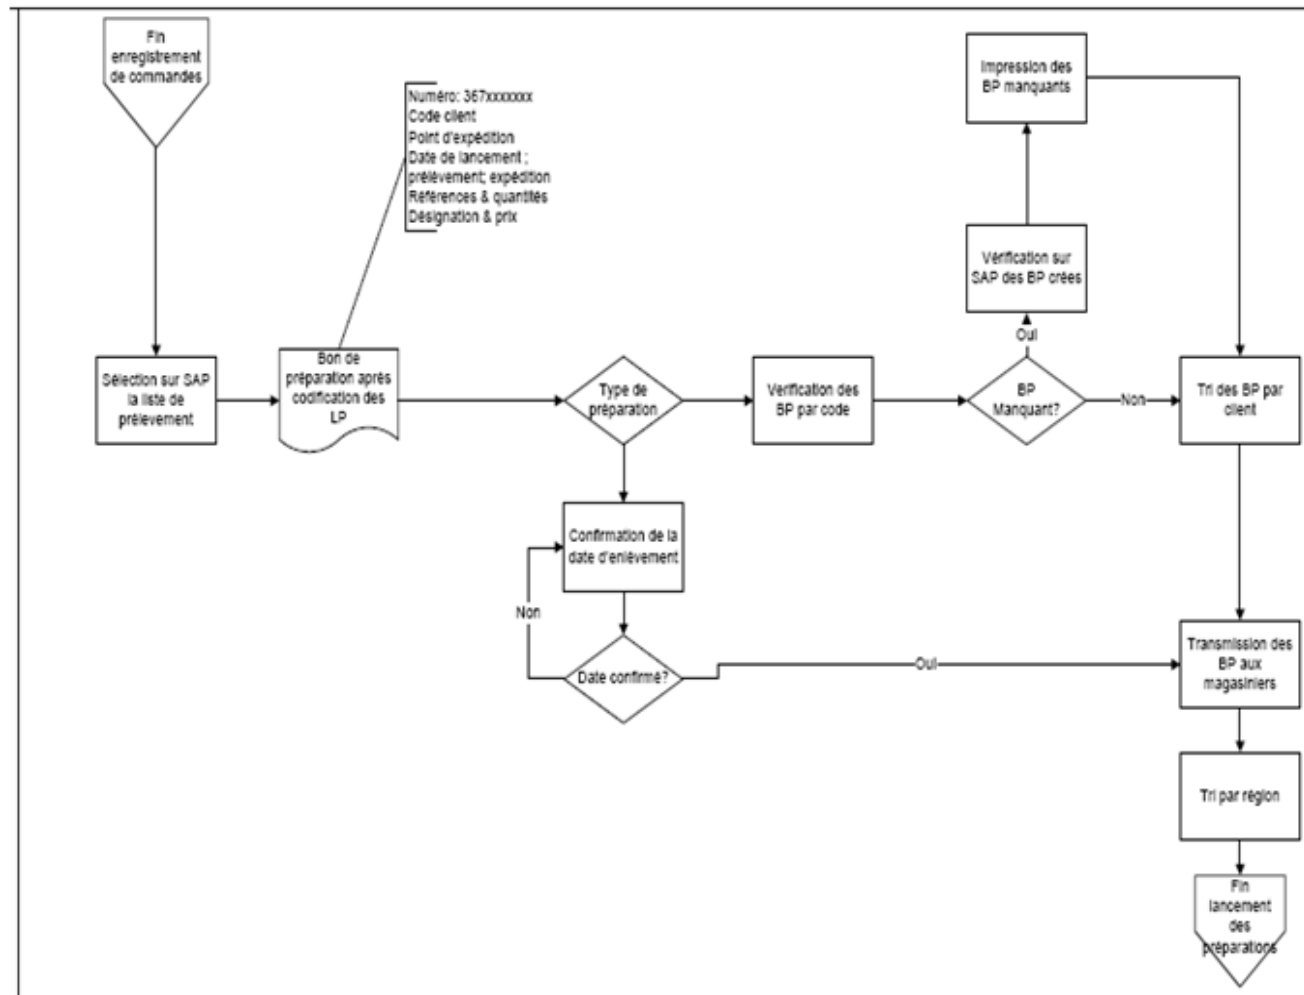 Fin
enregistrement
de commandes
Numéro: 367xxxxxxx
Code client
Point d'expédition
Date de lancement ;
prélèvement; expédition
Références & quantités
Désignation & prix
Impression des
BP manquants
Vérification sur
SAP des BP crées
Oui
Sélection sur SAP
la liste de
prélevement
Bon de
préparation après
codification des
LP
Type de
préparation
Vérification des
BP par code
BP
Manquant?
Non
Tri des BP par
client
Confirmation de la
date d'enlèvement
Non
Date confirmé?
Oui
Transmission des
BP aux
magasiniers
Tri par région
Fin
lancement
des
préparations